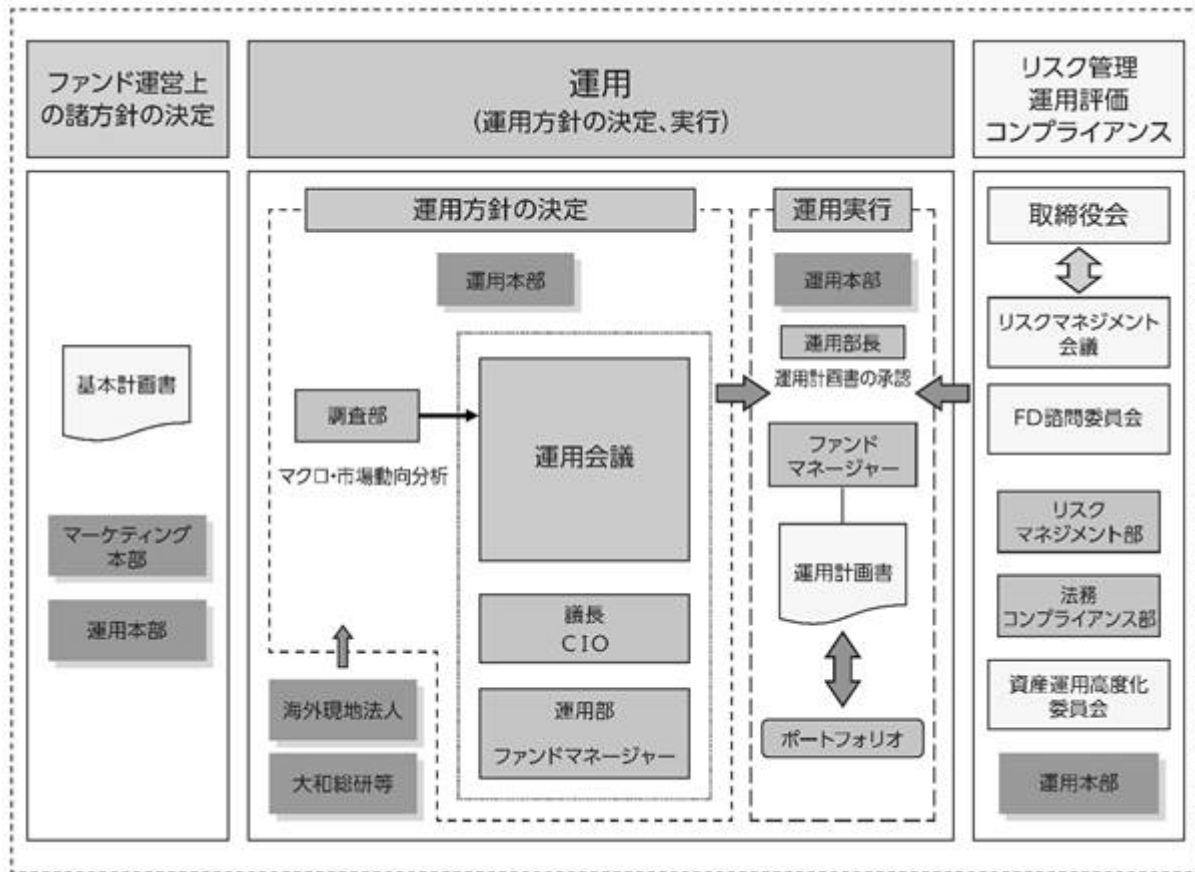 ファンド運営上
の諸方針の決定
運用
(運用方針の決定、実行)
リスク管理
運用評価
コンプライアンス
基本計画書
マーケティング
本部
運用本部
運用方針の決定
運用本部
調査部
マクロ・市場動向分析
運用会議
議長
CIO
運用部
ファンドマネージャー
海外現地法人
大和総研等
運用実行
運用本部
運用部長
運用計画書の承認
ファンド
マネージャー
運用計画書
ポートフォリオ
取締役会
リスクマネジメント
会議
FD諮問委員会
リスク
マネジメント部
法務
コンプライアンス部
資産運用高度化
委員会
運用本部